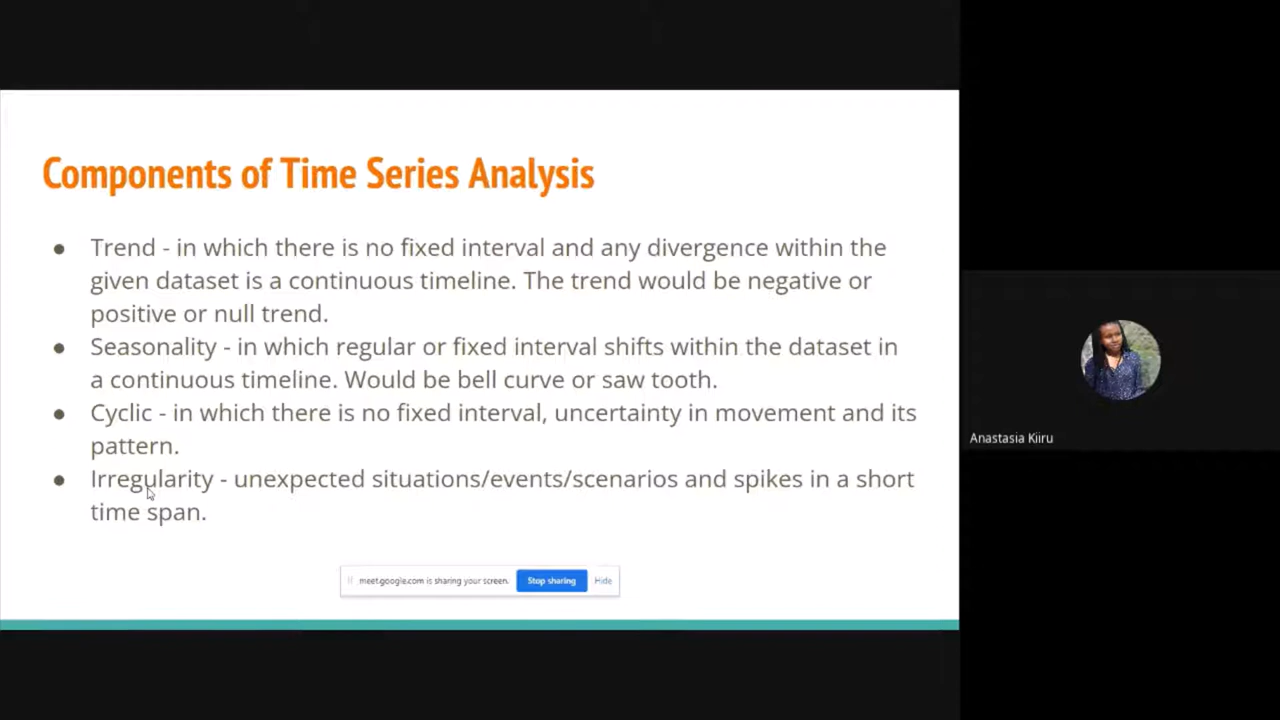 Components of Time Series Analysis
● Trend - in which there is no fixed interval and any divergence within the
given dataset is a continuous timeline. The trend would be negative or
positive or null trend.
● Seasonality - in which regular or fixed interval shifts within the dataset in
a continuous timeline. Would be bell curve or saw tooth.
● Cyclic - in which there is no fixed interval, uncertainty in movement and its
pattern.
● Irregularity - unexpected situations/events/scenarios and spikes in a short
time span.
meet.google.com is sharing your screen. Stop sharing Hide
Anastasia Kiiru